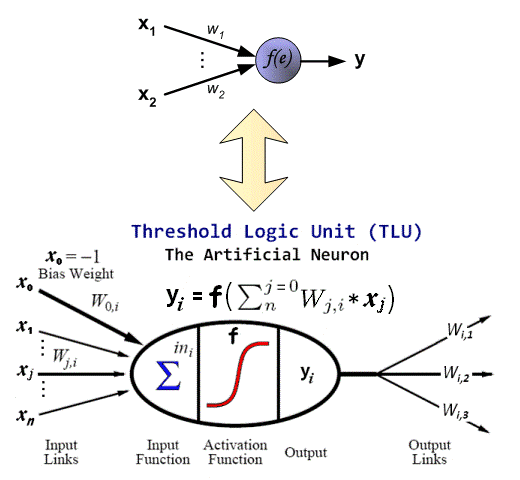 x1
w1
⋮
f(e)
y
x2
w2
Threshold Logic Unit (TLU)
The Artificial Neuron
x0 = −1
Bias Weight
x0
W0,i
yi = f( ∑ n j=0 Wj,i * xj )
x1
⋮
Wj,i
xj
⋮
xn
ini
∑
f
yi
Wi,1
Wi,2
Wi,3
Input Links
Input Function
Activation Function
Output
Output Links